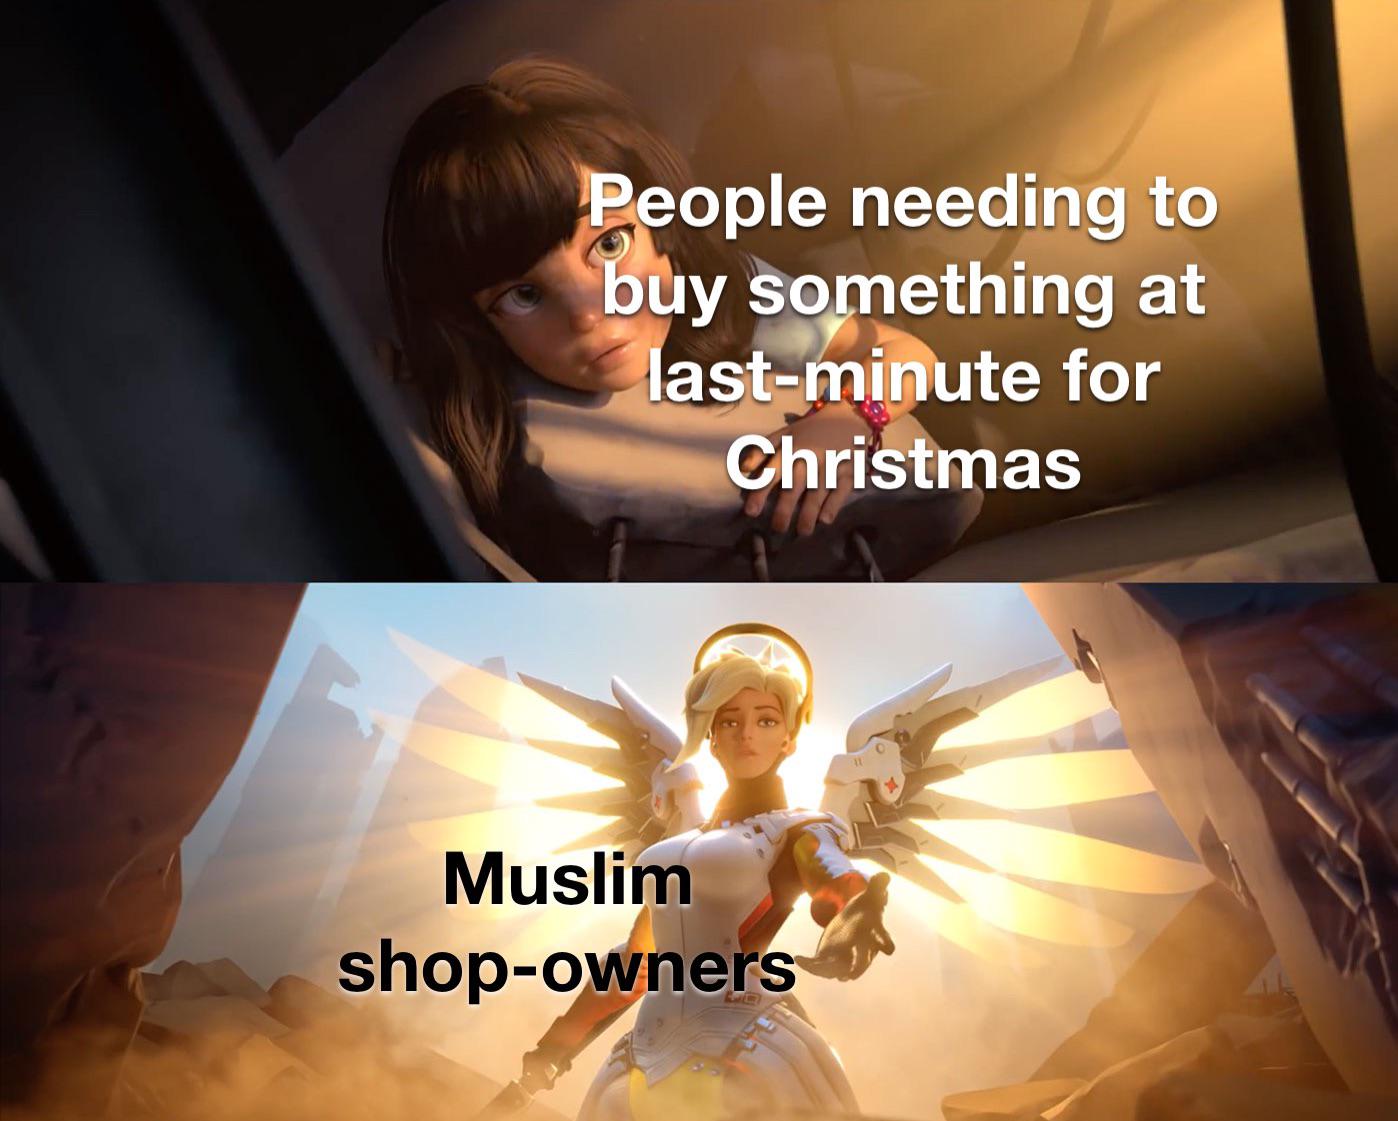 People needing to
buy something at
last-minute for
Christmas
Muslim
shop-owners